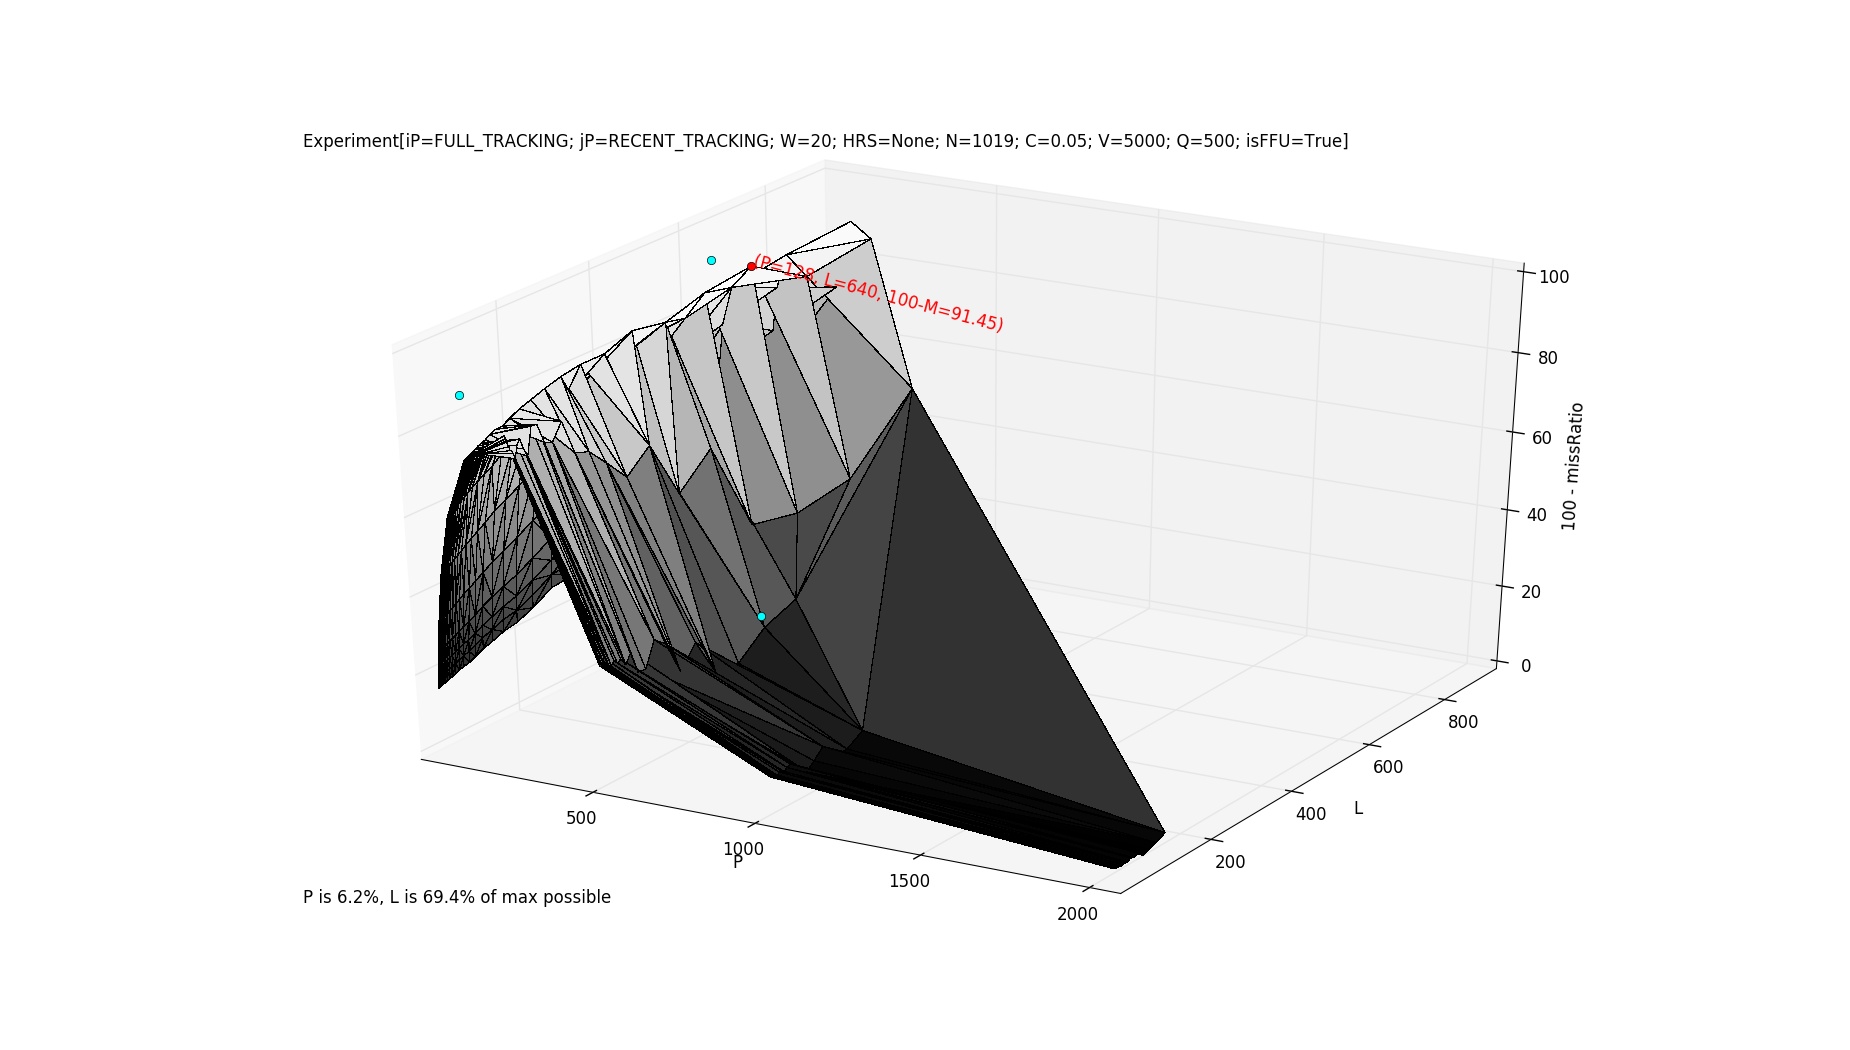 Experiment[iP=FULL_TRACKING; jP=RECENT_TRACKING; W=20; HRS=None; N=1019; C=0.05; V=5000; Q=500; isFFU=True]
(P=128, L=640, 100-M=91.45)
100
80
60
40
20
0
100 - missRatio
800
600
400
200
L
500
1000
1500
2000
P
P is 6.2%, L is 69.4% of max possible